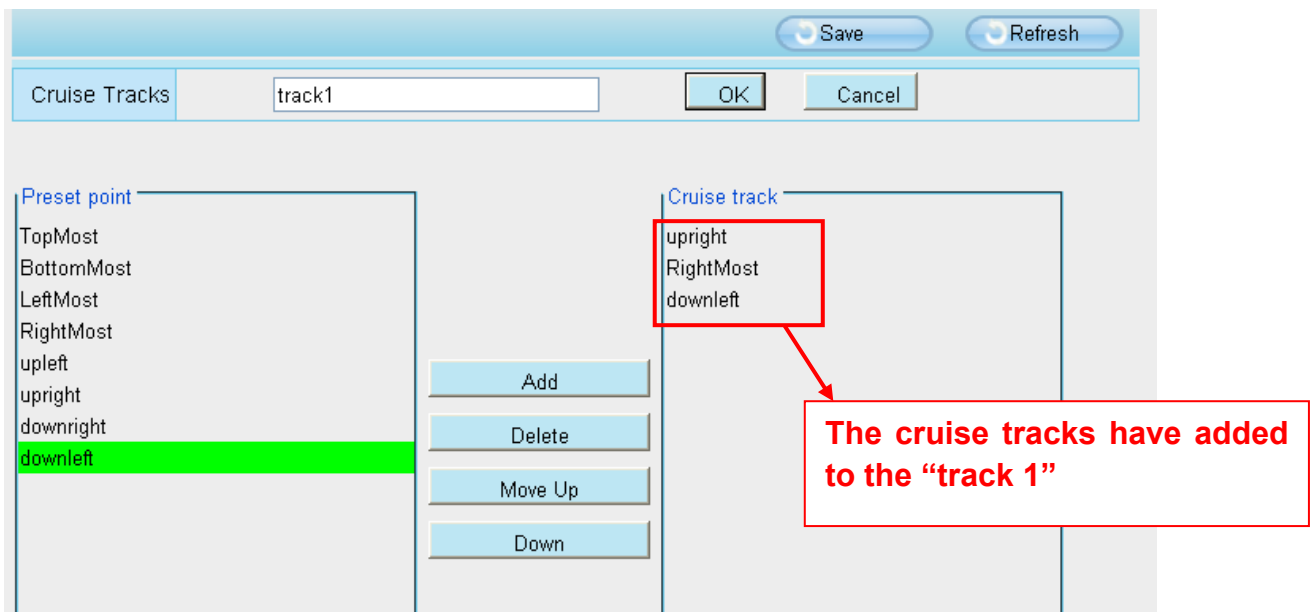 Save Refresh
Cruise Tracks track1 OK Cancel
Preset point
TopMost
BottomMost
LeftMost
RightMost
upleft
upright
downright
downleft
Add
Delete
Move Up
Down
Cruise track
upright
RightMost
downleft
The cruise tracks have added
to the “track 1”